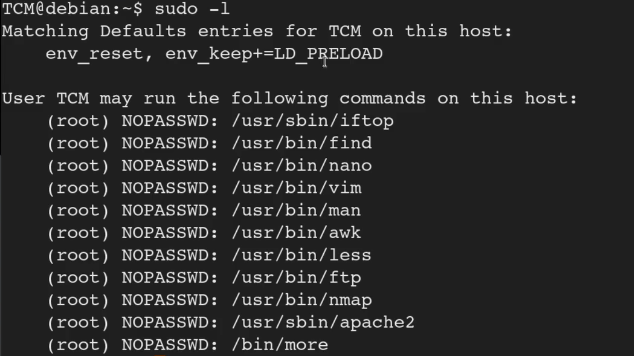 TCM@debian:~$ sudo -l
Matching Defaults entries for TCM on this host:
    env_reset, env_keep+=LD_PRELOAD

User TCM may run the following commands on this host:
    (root) NOPASSWD: /usr/sbin/iftop
    (root) NOPASSWD: /usr/bin/find
    (root) NOPASSWD: /usr/bin/nano
    (root) NOPASSWD: /usr/bin/vim
    (root) NOPASSWD: /usr/bin/man
    (root) NOPASSWD: /usr/bin/awk
    (root) NOPASSWD: /usr/bin/less
    (root) NOPASSWD: /usr/bin/ftp
    (root) NOPASSWD: /usr/bin/nmap
    (root) NOPASSWD: /usr/sbin/apache2
    (root) NOPASSWD: /bin/more